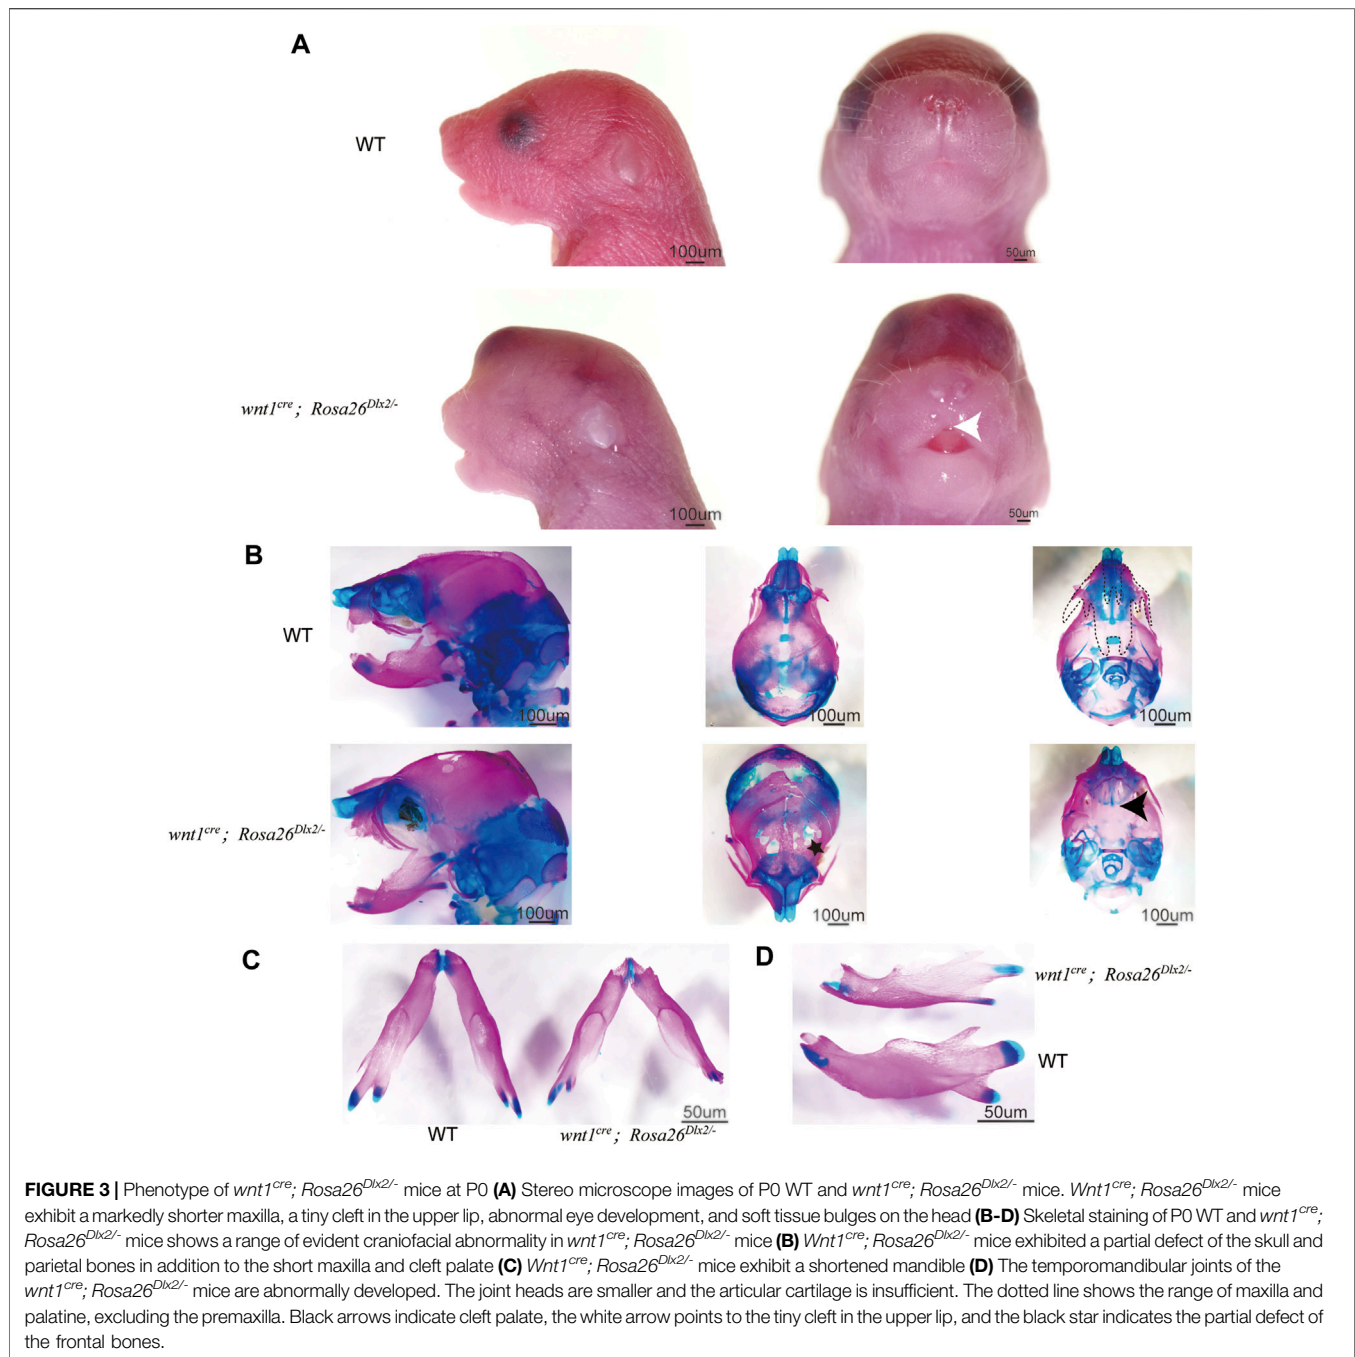 A
WT
100um
50um
wnt1cre; Rosa26Dlx2/-
100um
50um
B
WT
100um
100um
100um
wnt1cre; Rosa26Dlx2/-
100um
100um
100um
C
D
wnt1cre; Rosa26Dlx2/-
WT
50um
50um
WT
wnt1cre; Rosa26Dlx2/-
FIGURE 3 | Phenotype of wnt1cre; Rosa26Dlx2/- mice at P0 (A) Stereo microscope images of P0 WT and wnt1cre; Rosa26Dlx2/- mice. Wnt1cre; Rosa26Dlx2/- mice
exhibit a markedly shorter maxilla, a tiny cleft in the upper lip, abnormal eye development, and soft tissue bulges on the head (B-D) Skeletal staining of P0 WT and wnt1cre;
Rosa26Dlx2/- mice shows a range of evident craniofacial abnormality in wnt1cre; Rosa26Dlx2/- mice (B) Wnt1cre; Rosa26Dlx2/- mice exhibited a partial defect of the skull and
parietal bones in addition to the short maxilla and cleft palate (C) Wnt1cre; Rosa26Dlx2/- mice exhibit a shortened mandible (D) The temporomandibular joints of the
wnt1cre; Rosa26Dlx2/- mice are abnormally developed. The joint heads are smaller and the articular cartilage is insufficient. The dotted line shows the range of maxilla and
palatine, excluding the premaxilla. Black arrows indicate cleft palate, the white arrow points to the tiny cleft in the upper lip, and the black star indicates the partial defect of
the frontal bones.